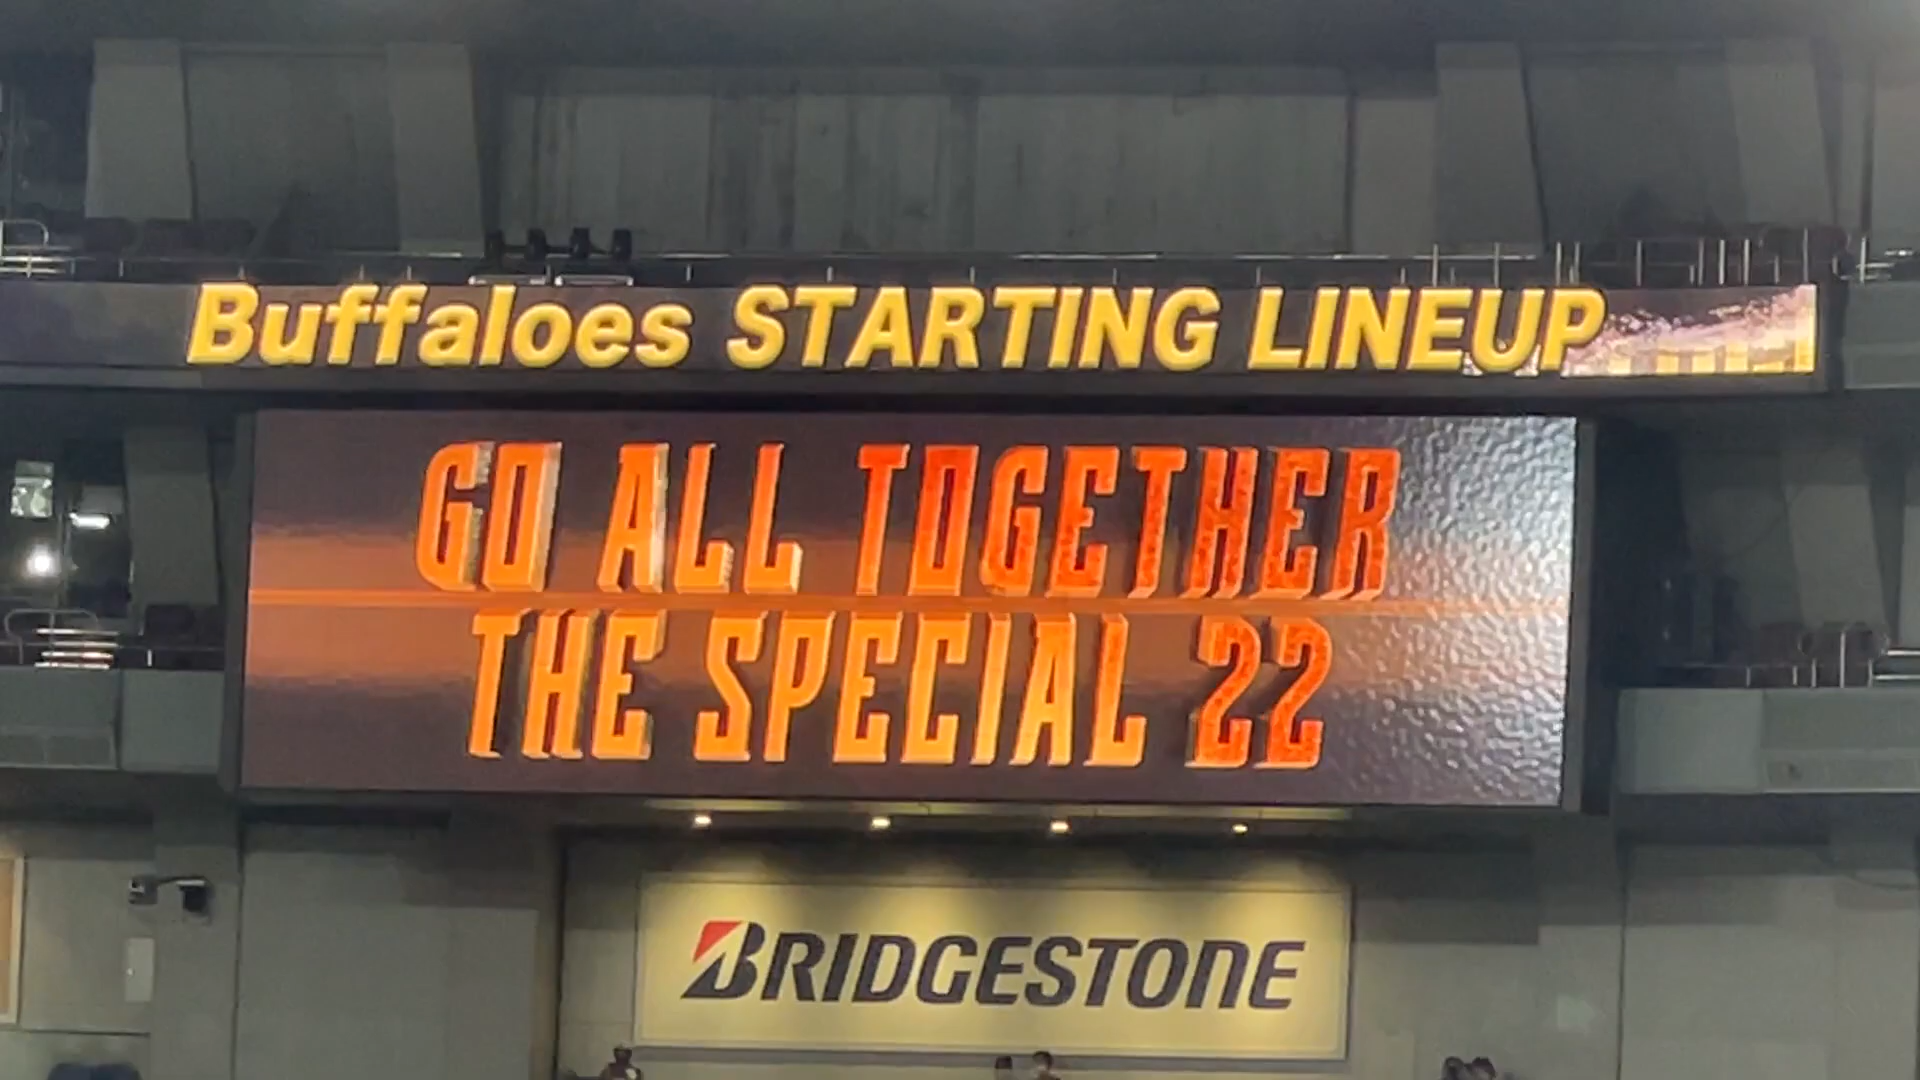 Buffaloes STARTING LINEUP
GO ALL TOGETHER
THE SPECIAL 22
BRIDGESTONE